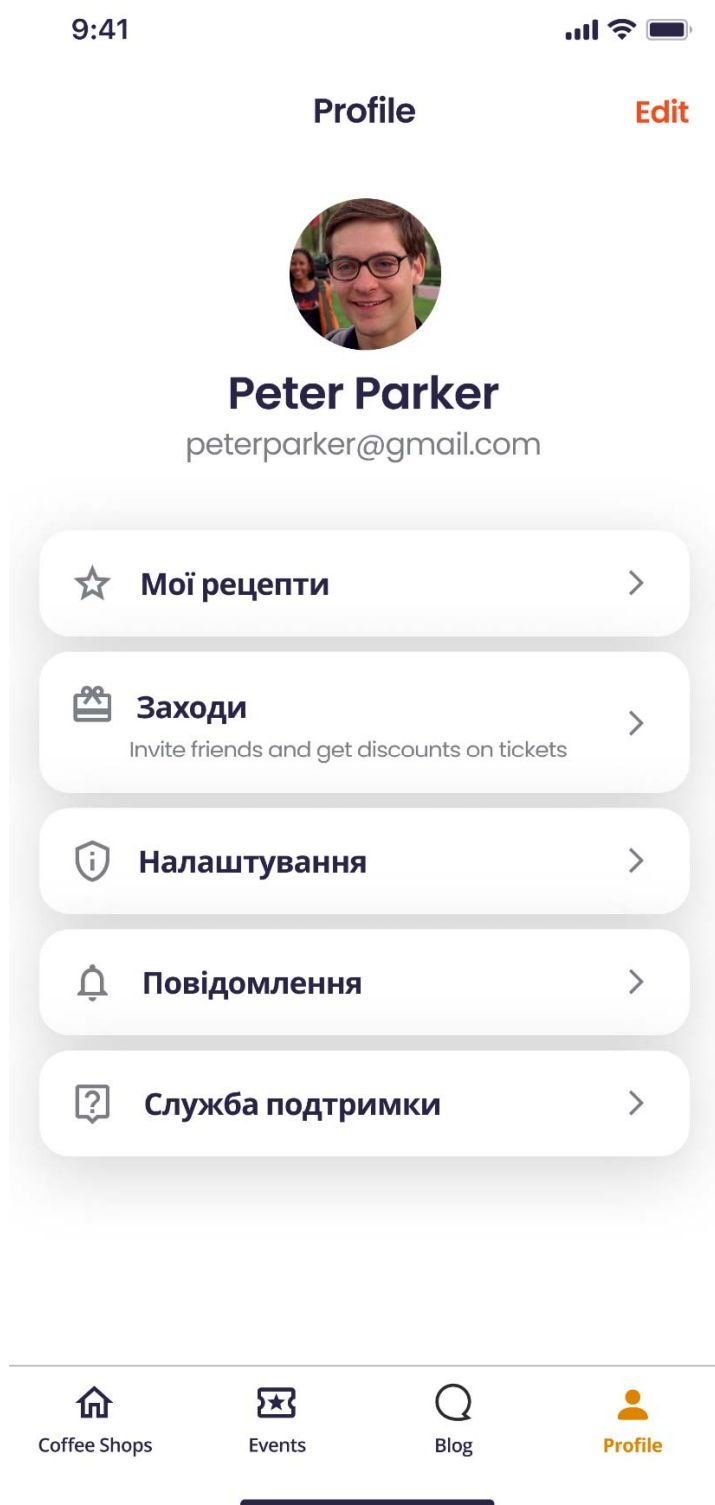 9:41
Profile
Edit
Peter Parker
peterparker@gmail.com
Мої рецепти
Заходи
Invite friends and get discounts on tickets
Налаштування
Повідомлення
Служба подтримки
Coffee Shops
Events
Blog
Profile